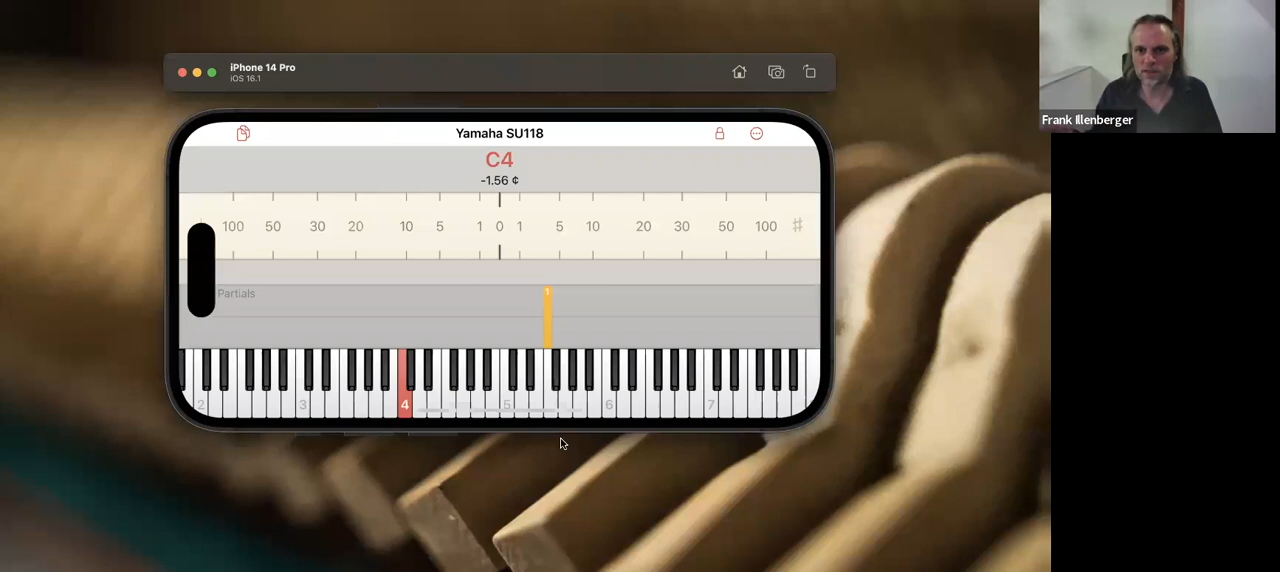 iPhone 14 Pro
iOS 16.1
Yamaha SU118
C4
-1.56 ¢
100 50 30 20 10 5 1 0 1 5 10 20 30 50 100 ♯
Partials
1
2 3 4 5 6 7
Frank Illenberger